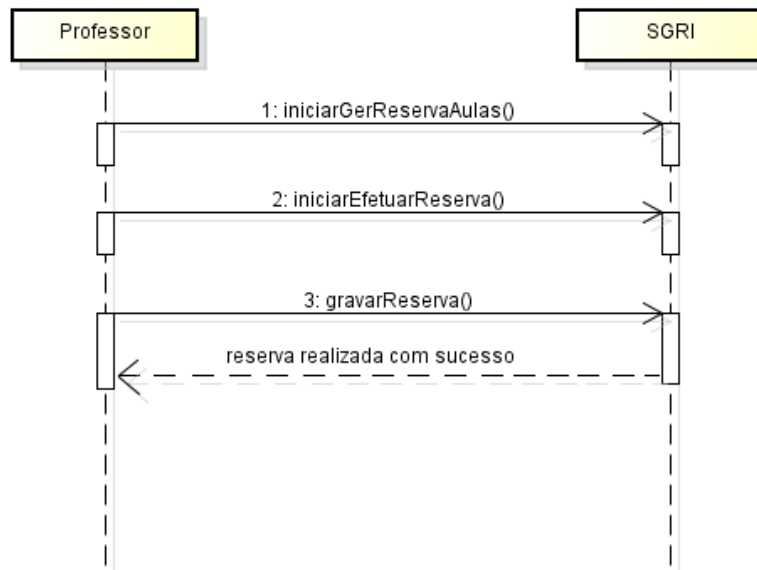 Professor
SGRI
1: iniciarGerReservaAulas()
2: iniciarEfetuarReserva()
3: gravarReserva()
reserva realizada com sucesso